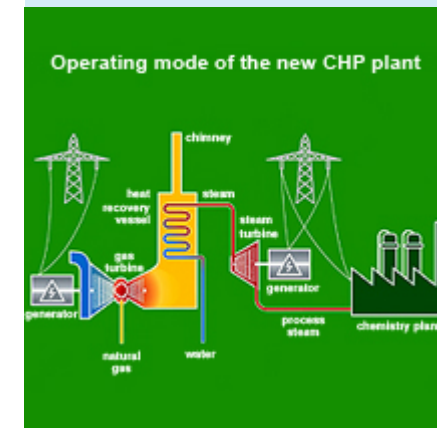 Operating mode of the new CHP plant
chimney
heat
recovery
vessel
steam
steam
turbine
gas
turbine
generator
generator
process
steam
chemistry plan
natural
gas
water